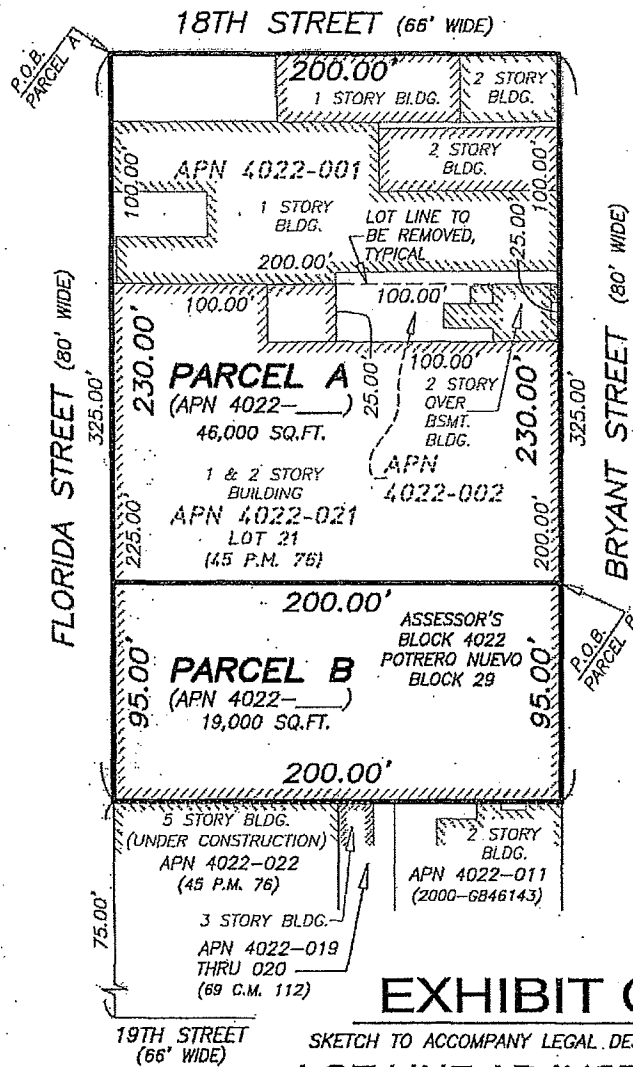 18TH STREET (66' WIDE)
P.O.B.
PARCEL A
200.00'
1 STORY BLDG.
2 STORY
BLDG.
APN 4022-001
2 STORY
BLDG.
100.00'
100.00'
1 STORY
BLDG.
LOT LINE TO
BE REMOVED,
TYPICAL
25.00'
200.00'
100.00'
100.00'
FLORIDA STREET (80' WIDE)
325.00'
230.00'
PARCEL A
(APN 4022-____)
46,000 SQ.FT.
25.00
100.00'
2 STORY
OVER
BSMT.
BLDG.
230.00'
325.00'
BRYANT STREET (80' WIDE)
APN
4022-002
1 & 2 STORY
BUILDING
APN 4022-021
LOT 21
(45 P.M. 76)
225.00'
200.00'
200.00'
P.O.B.
PARCEL B
ASSESSOR'S
BLOCK 4022
POTRERO NUEVO
BLOCK 29
95.00'
PARCEL B
(APN 4022-____)
19,000 SQ.FT.
95.00'
200.00'
5 STORY BLDG.
(UNDER CONSTRUCTION)
APN 4022-022
(45 P.M. 76)
2 STORY
BLDG.
APN 4022-011
(2000-G846143)
75.00'
3 STORY BLDG.
APN 4022-019
THRU 020
(69 C.M. 112)
19TH STREET
(66' WIDE)
EXHIBIT
SKETCH TO ACCOMPANY LEGAL